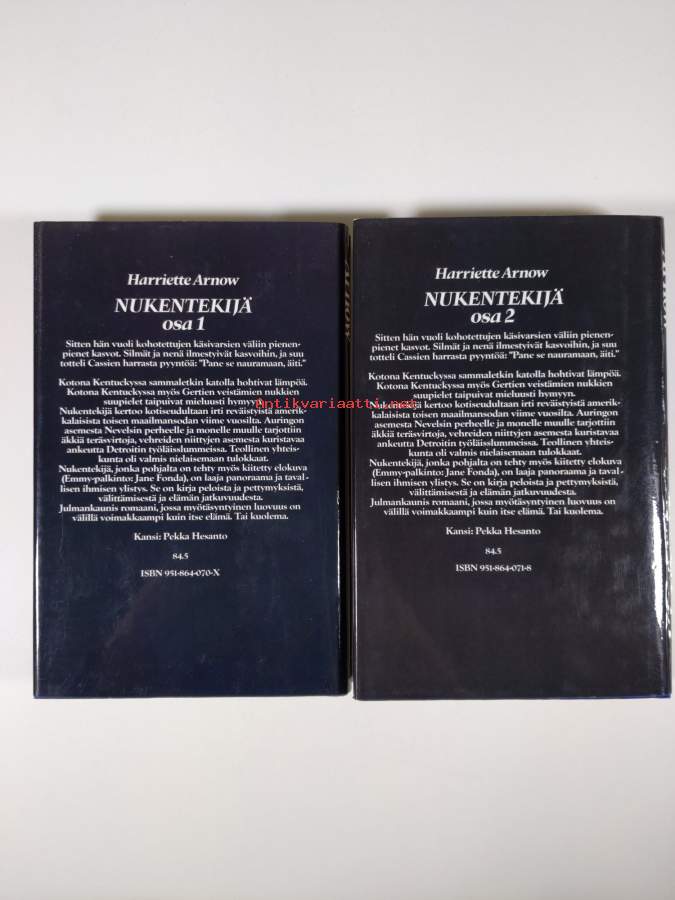 Harriette Arnow
NUKENTEKIJÄ
osa 1
Sitten hän vuoli kohotettujen käsivarsien väliin pienen-
pienet kasvot. Silmät ja nenä ilmestyivät kasvoihin, ja suu
totteli Cassien harrasta pyyntöä: "Pane se nauramaan, äiti."
Kotona Kentuckyssa sammaletkin katolla hohtivat lämpöä.
Kotona Kentuckyssa myös Gertien veistämien nukkien
suupielet taipuivat mieluusti hymyyn.
Nukentekijä kertoo kotiseudultaan irti reväistyistä amerik-
kalaisista toisen maailmansodan viime vuosilta. Auringon
asemesta Nevelsin perheelle ja monelle muulle tarjottiin
äkkiä teräsvirtoja, vehreiden niittyjen asemesta kuristavaa
ankeutta Detroitin työläisslummeissa. Teollinen yhteis-
kunta oli valmis nielaisemaan tulokkaat.
Nukentekijä, jonka pohjalta on tehty myös kiitetty elokuva
(Emmy-palkinto: Jane Fonda), on laaja panoraama ja taval-
lisen ihmisen ylistys. Se on kirja peloista ja pettymyksistä,
välittämisestä ja elämän jatkuvuudesta.
Julmankaunis romaani, jossa myötäsyntyinen luovuus on
välillä voimakkaampi kuin itse elämä. Tai kuolema.
Kansi: Pekka Hesanto
84.5
ISBN 951-864-070-X
Harriette Arnow
NUKENTEKIJÄ
osa 2
Sitten hän vuoli kohotettujen käsivarsien väliin pienen-
pienet kasvot. Silmät ja nenä ilmestyivät kasvoihin, ja suu
totteli Cassien harrasta pyyntöä: "Pane se nauramaan, äiti."
Kotona Kentuckyssa sammaletkin katolla hohtivat lämpöä.
Kotona Kentuckyssa myös Gertien veistämien nukkien
suupielet taipuivat mieluusti hymyyn.
Nukentekijä kertoo kotiseudultaan irti reväistyistä amerik-
kalaisista toisen maailmansodan viime vuosilta. Auringon
asemesta Nevelsin perheelle ja monelle muulle tarjottiin
äkkiä teräsvirtoja, vehreiden niittyjen asemesta kuristavaa
ankeutta Detroitin työläisslummeissa. Teollinen yhteis-
kunta oli valmis nielaisemaan tulokkaat.
Nukentekijä, jonka pohjalta on tehty myös kiitetty elokuva
(Emmy-palkinto: Jane Fonda), on laaja panoraama ja taval
lisen ihmisen ylistys. Se on kirja peloista ja pettymyksistä,
välittämisestä ja elämän jatkuvuudesta.
Julmankaunis romaani, jossa myötäsyntyinen luovuus on
välillä voimakkaampi kuin itse elämä. Tai kuolema.
Kansi: Pekka Hesanto
84.5
ISBN 951-864-071-8
Antikvariaatti.net